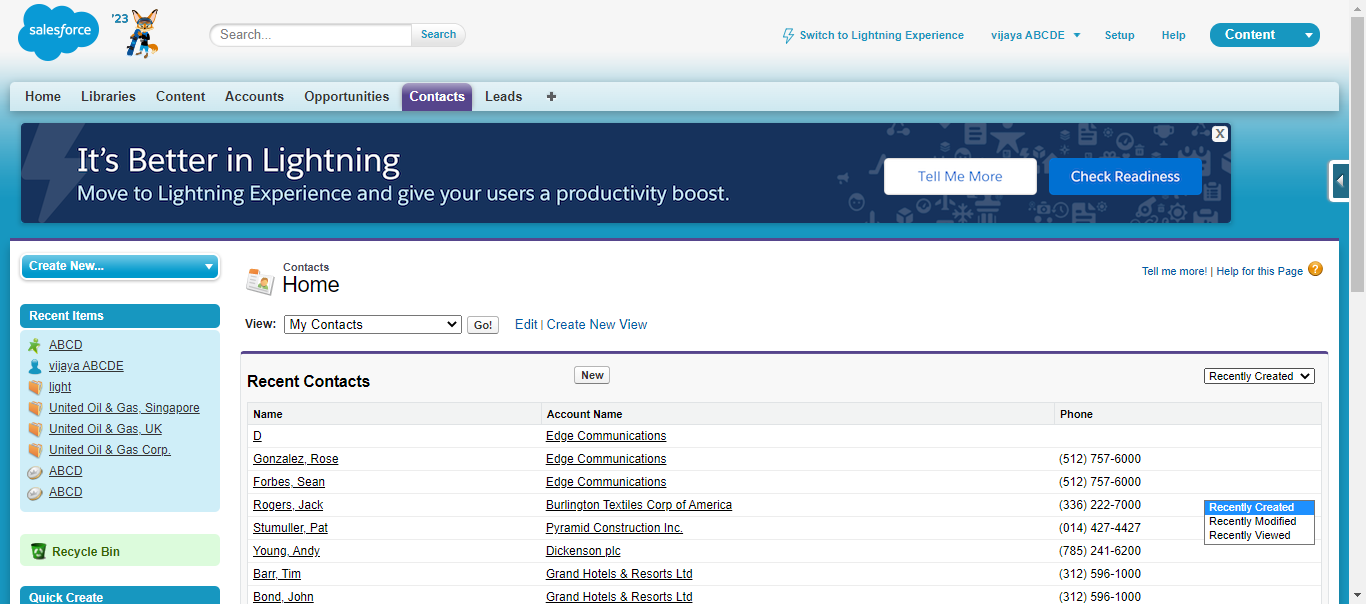 salesforce
'23
Search...
Search
Switch to Lightning Experience
vijaya ABCDE
Setup
Help
Content
Home
Libraries
Content
Accounts
Opportunities
Contacts
Leads
+
It's Better in Lightning
Move to Lightning Experience and give your users a productivity boost.
Tell Me More
Check Readiness
X
Create New...
Recent Items
ABCD
vijaya ABCDE
light
United Oil & Gas, Singapore
United Oil & Gas, UK
United Oil & Gas Corp.
ABCD
ABCD
Recycle Bin
Quick Create
Contacts
Home
Tell me more! | Help for this Page ?
View: My Contacts Go! Edit | Create New View
Recent Contacts New Recently Created
Name Account Name Phone
D Edge Communications
Gonzalez, Rose Edge Communications (512) 757-6000
Forbes, Sean Edge Communications (512) 757-6000
Rogers, Jack Burlington Textiles Corp of America (336) 222-7000
Stumuller, Pat Pyramid Construction Inc. (014) 427-4427
Young, Andy Dickenson plc (785) 241-6200
Barr, Tim Grand Hotels & Resorts Ltd (312) 596-1000
Bond, John Grand Hotels & Resorts Ltd (312) 596-1000
Recently Created
Recently Modified
Recently Viewed